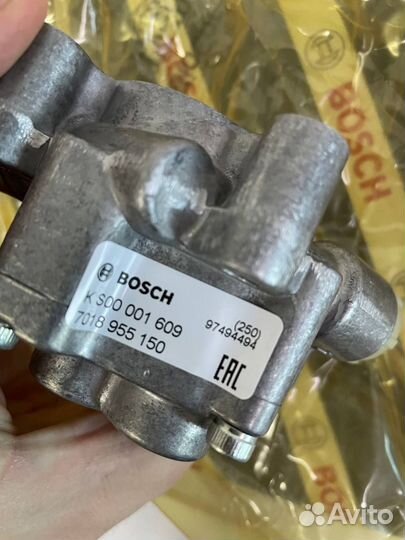 BOSCH
BOSCH
BOSCH
K S00 001 609
7018 955 150
(250)
97494494
EAC
Avito